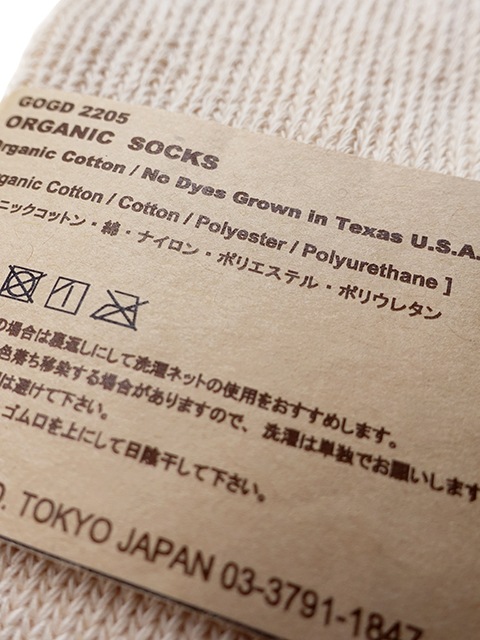 GOGD 2205
ORGANIC SOCKS
Organic Cotton / No Dyes Grown in Texas U.S.A.
ganic Cotton / Cotton / Polyester / Polyurethane ]
ニックコットン・綿・ナイロン・ポリエステル・ポリウレタン
の場合は裏返しにして洗濯ネットの使用をおすすめします。
色落ち移染する場合がありますので、洗濯は単独でお願いします
は避けて下さい。
ゴムロを上にして日陰干して下さい。
O. TOKYO JAPAN 03-3791-1847